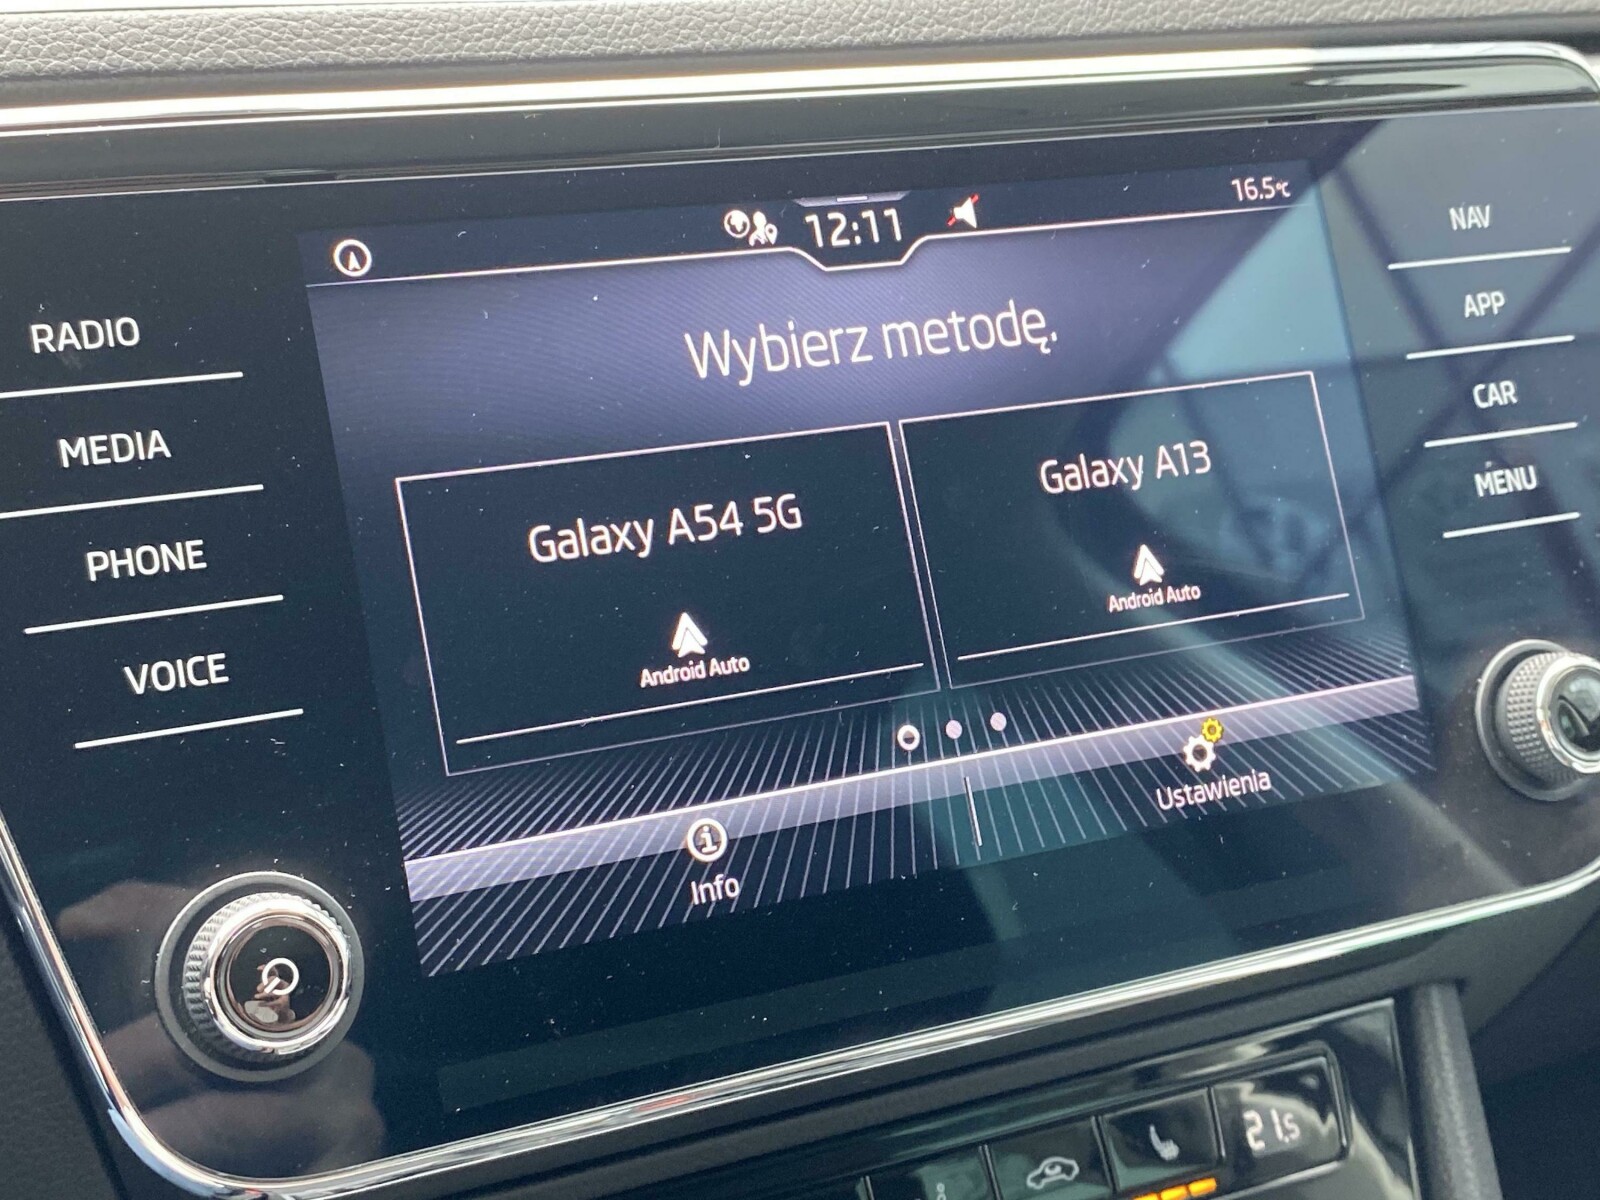 12:11
16.5°C
Wybierz metodę.
Galaxy A54 5G
Android Auto
Galaxy A13
Android Auto
Info
Ustawienia
RADIO
MEDIA
PHONE
VOICE
NAV
APP
CAR
MENU
21.5